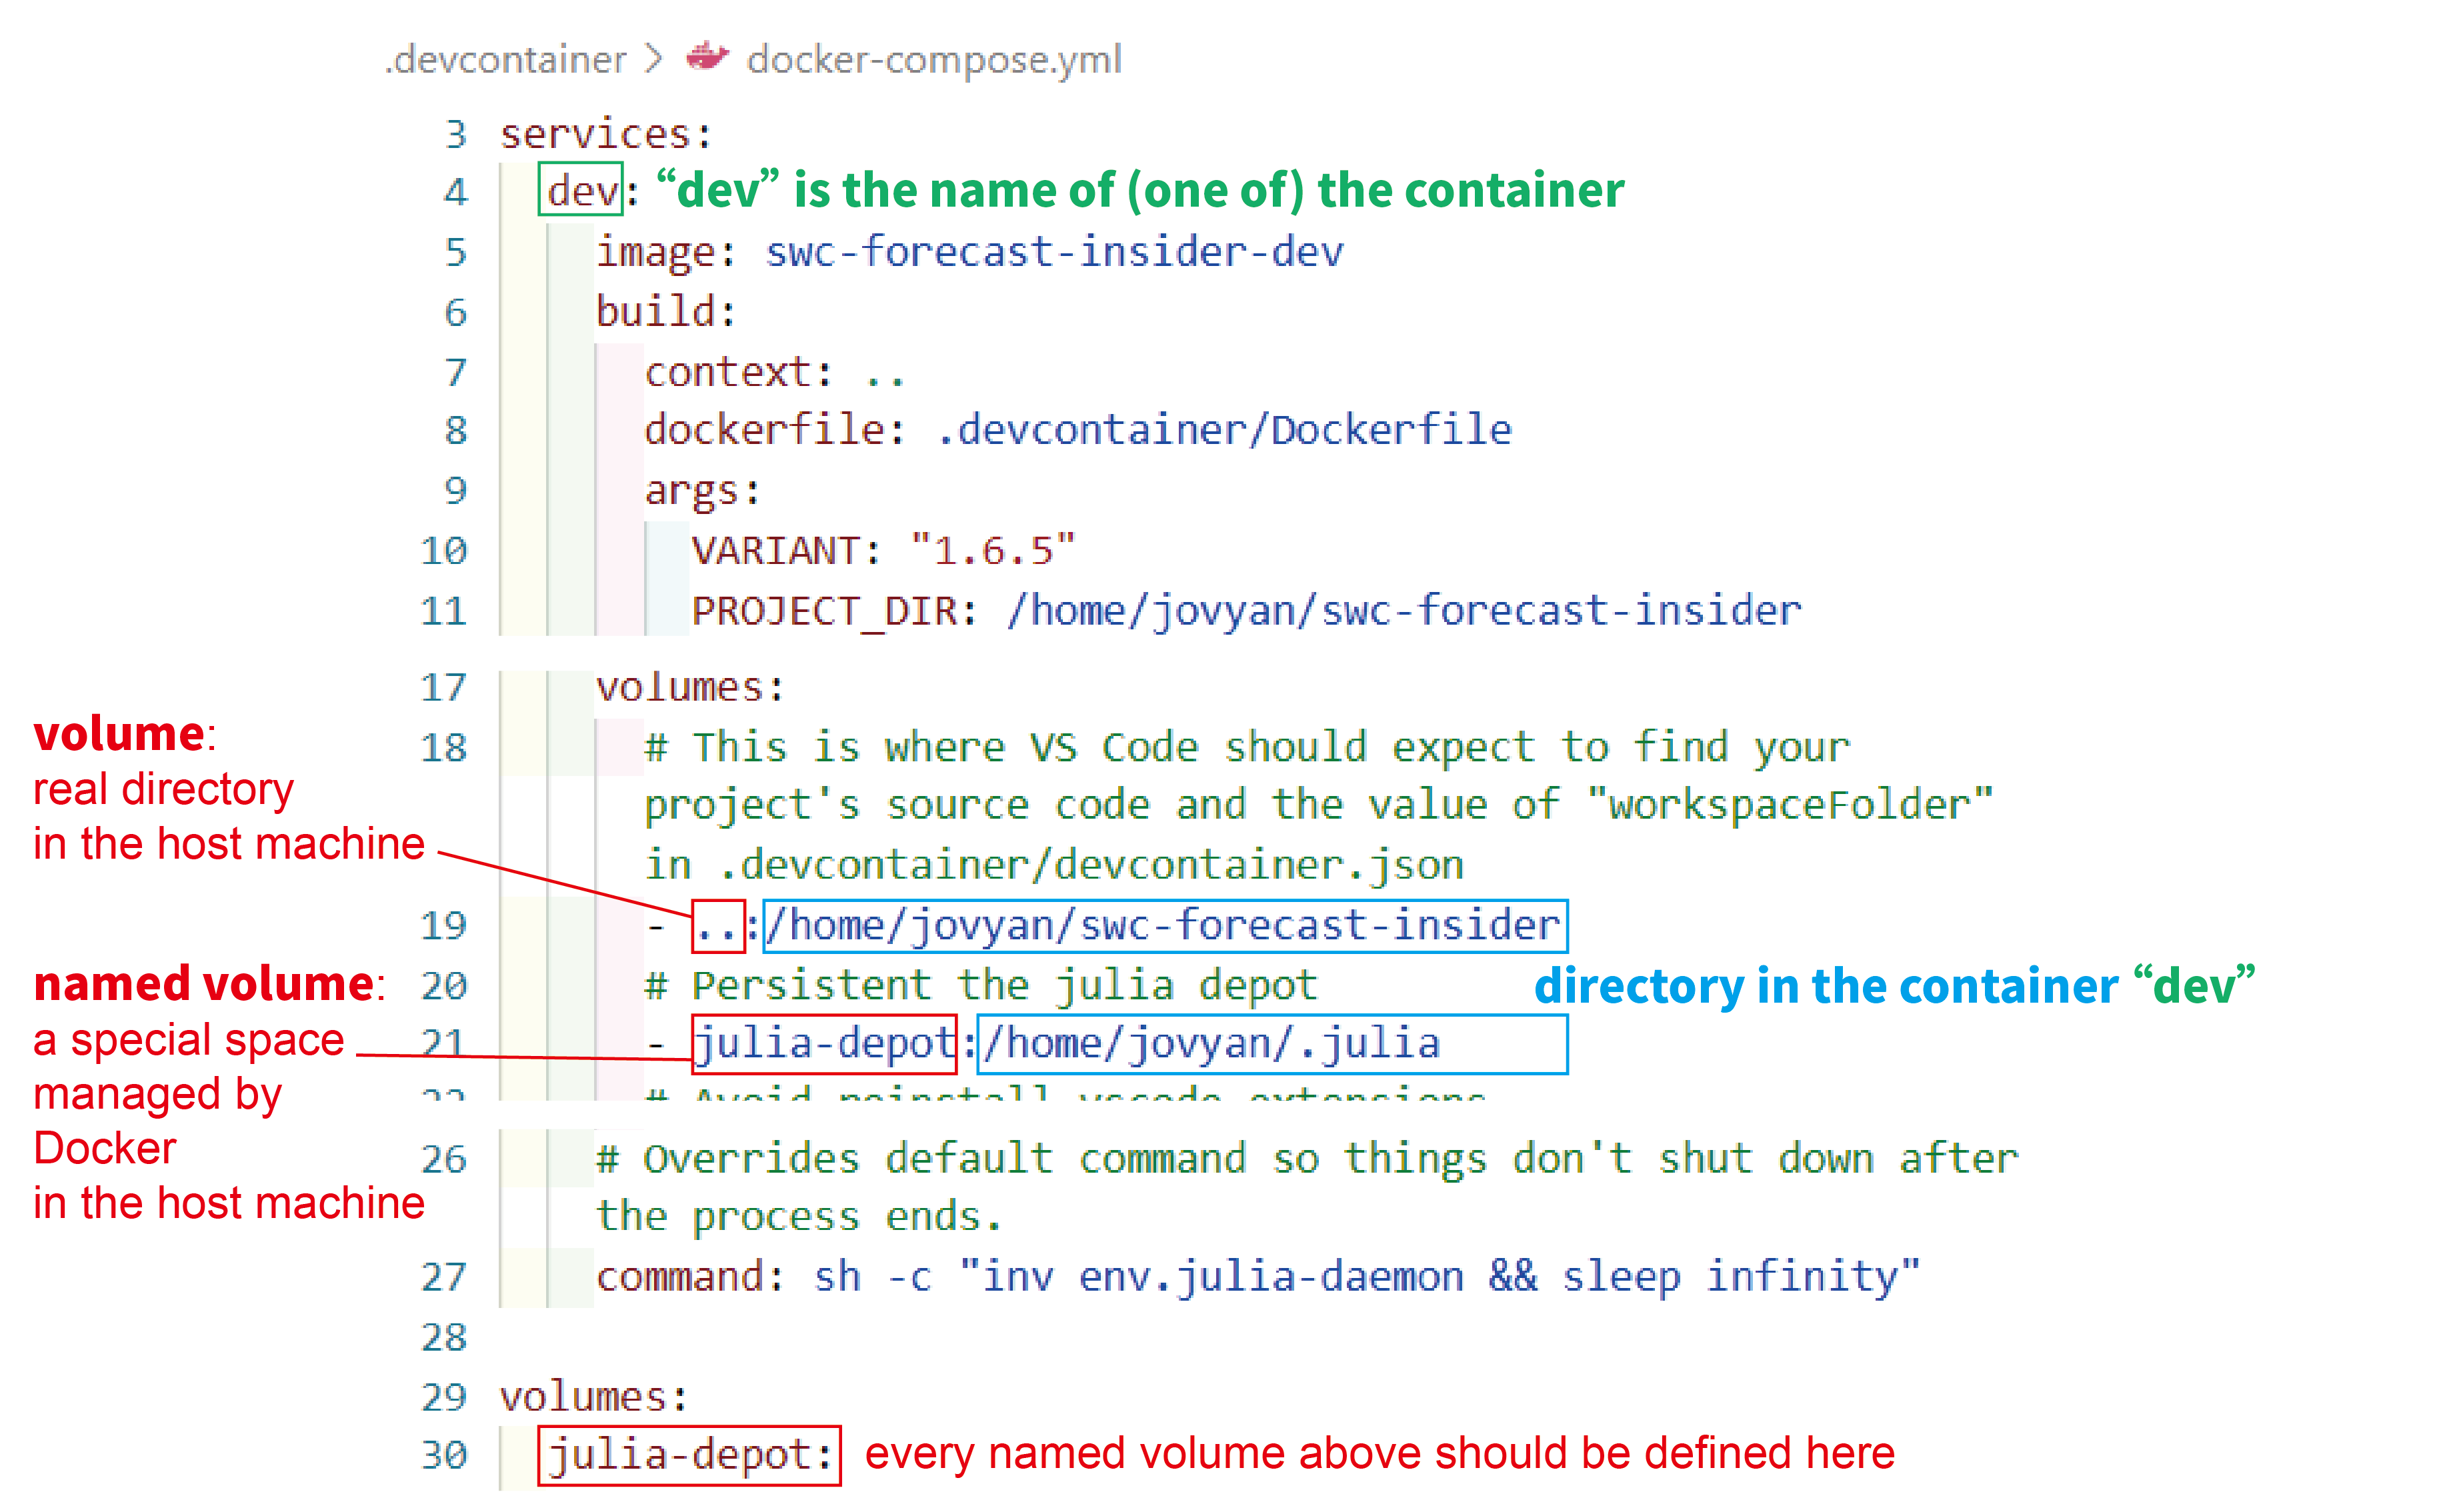 .devcontainer > docker-compose.yml
3 services:
4 dev: “dev” is the name of (one of) the container
5 image: swc-forecast-insider-dev
6 build:
7 context: ..
8 dockerfile: .devcontainer/Dockerfile
9 args:
10 VARIANT: "1.6.5"
11 PROJECT_DIR: /home/jovyan/swc-forecast-insider
17 volumes:
18 # This is where VS Code should expect to find your
project's source code and the value of "workspaceFolder"
in .devcontainer/devcontainer.json
19 - ..:/home/jovyan/swc-forecast-insider
20 # Persistent the julia depot
21 - julia-depot:/home/jovyan/.julia
22 # Avoid reinstall vscode extensions
26 # Overrides default command so things don't shut down after
the process ends.
27 command: sh -c "inv env.julia-daemon && sleep infinity"
28
29 volumes:
30 julia-depot: every named volume above should be defined here
volume:
real directory
in the host machine
named volume:
a special space
managed by
Docker
in the host machine
directory in the container “dev”